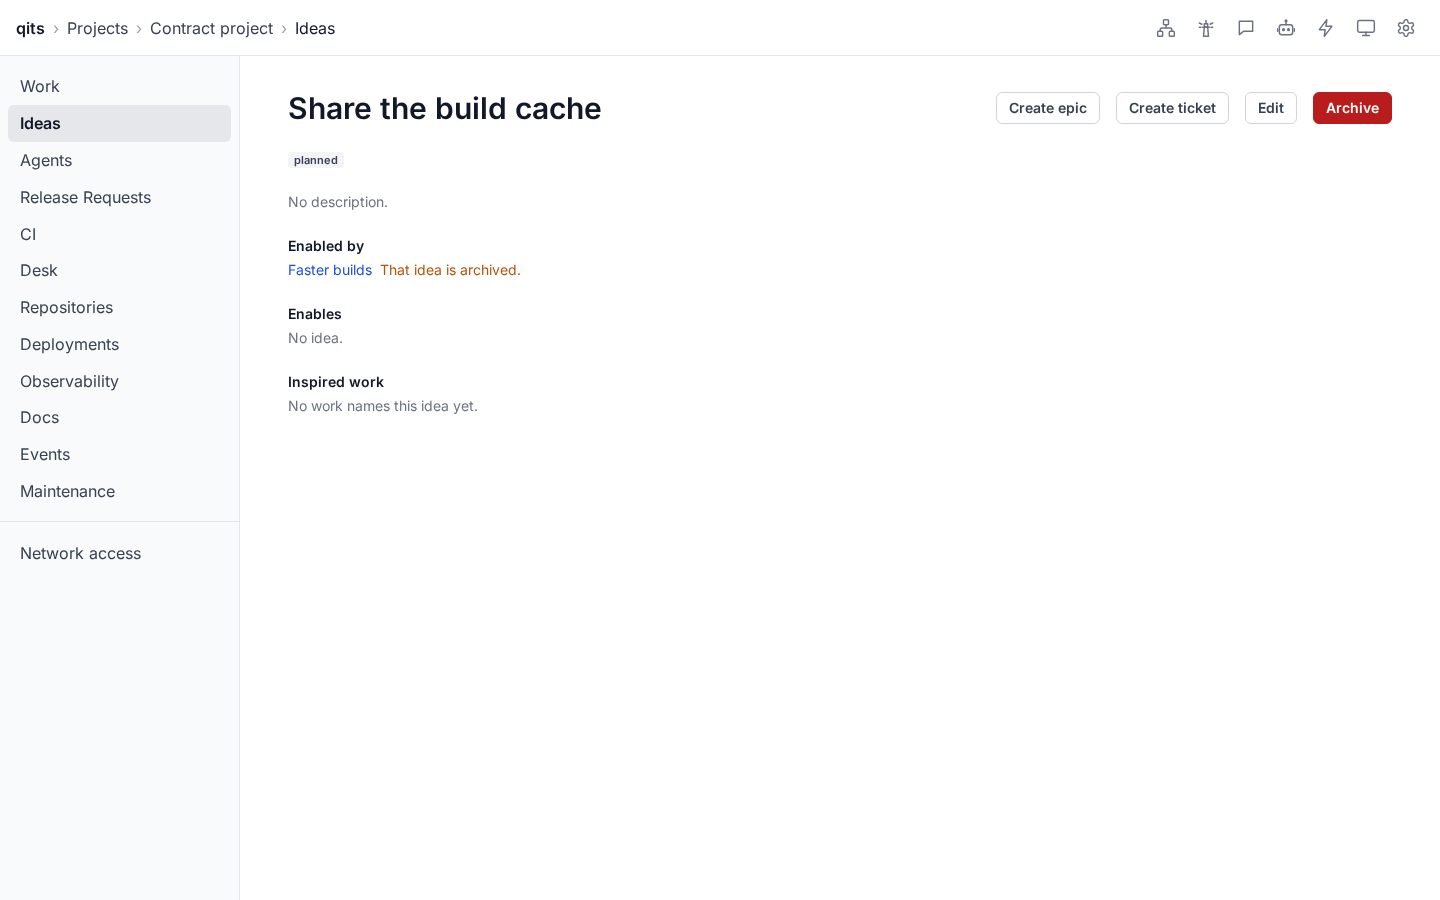 qits › Projects › Contract project › Ideas
Work
Ideas
Agents
Release Requests
CI
Desk
Repositories
Deployments
Observability
Docs
Events
Maintenance
Network access
Share the build cache
Create epic
Create ticket
Edit
Archive
planned
No description.
Enabled by
Faster builds That idea is archived.
Enables
No idea.
Inspired work
No work names this idea yet.